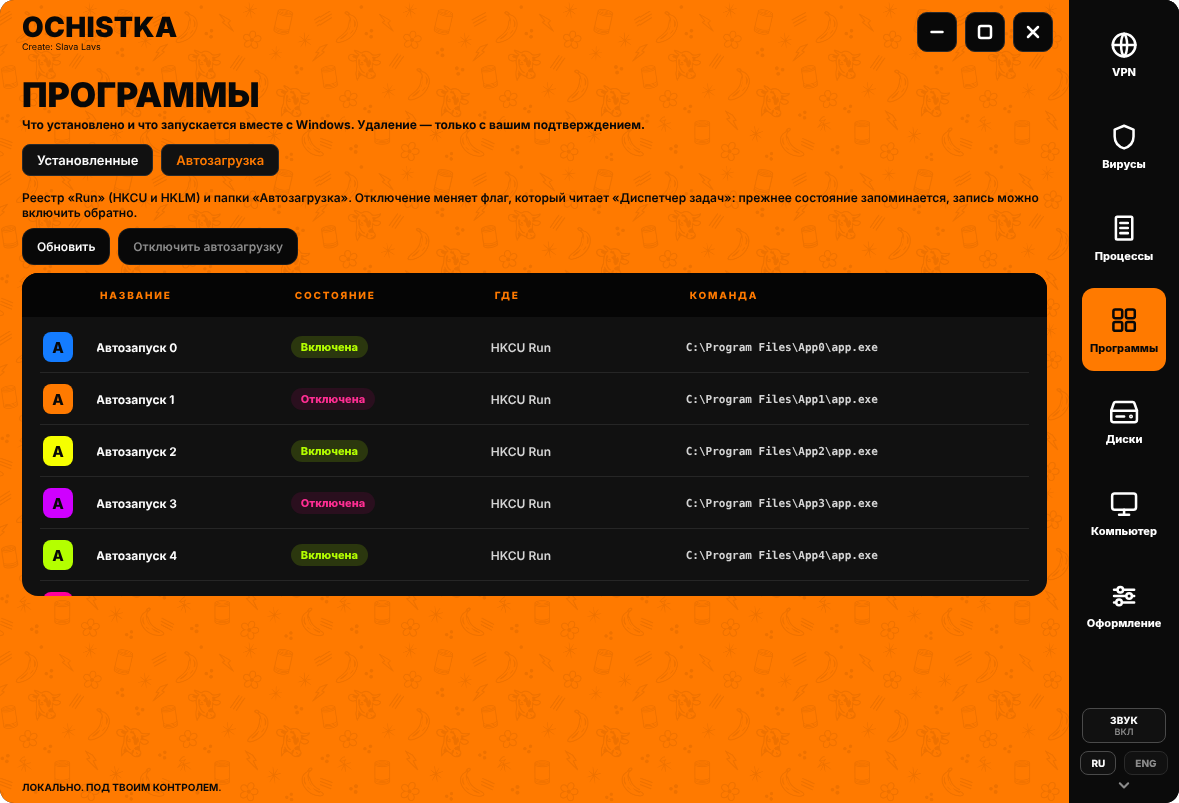 OCHISTKA
Create: Slava Lavs
ПРОГРАММЫ
Что установлено и что запускается вместе с Windows. Удаление — только с вашим подтверждением.
Установленные
Автозагрузка
Реестр «Run» (HKCU и HKLM) и папки «Автозагрузка». Отключение меняет флаг, который читает «Диспетчер задач»: прежнее состояние запоминается, запись можно
включить обратно.
Обновить
Отключить автозагрузку
НАЗВАНИЕ СОСТОЯНИЕ ГДЕ КОМАНДА
А Автозапуск 0 Включена HKCU Run C:\Program Files\App0\app.exe
А Автозапуск 1 Отключена HKCU Run C:\Program Files\App1\app.exe
А Автозапуск 2 Включена HKCU Run C:\Program Files\App2\app.exe
А Автозапуск 3 Отключена HKCU Run C:\Program Files\App3\app.exe
А Автозапуск 4 Включена HKCU Run C:\Program Files\App4\app.exe
ЛОКАЛЬНО. ПОД ТВОИМ КОНТРОЛЕМ.
VPN
Вирусы
Процессы
Программы
Диски
Компьютер
Оформление
ЗВУК
ВКЛ
RU
ENG